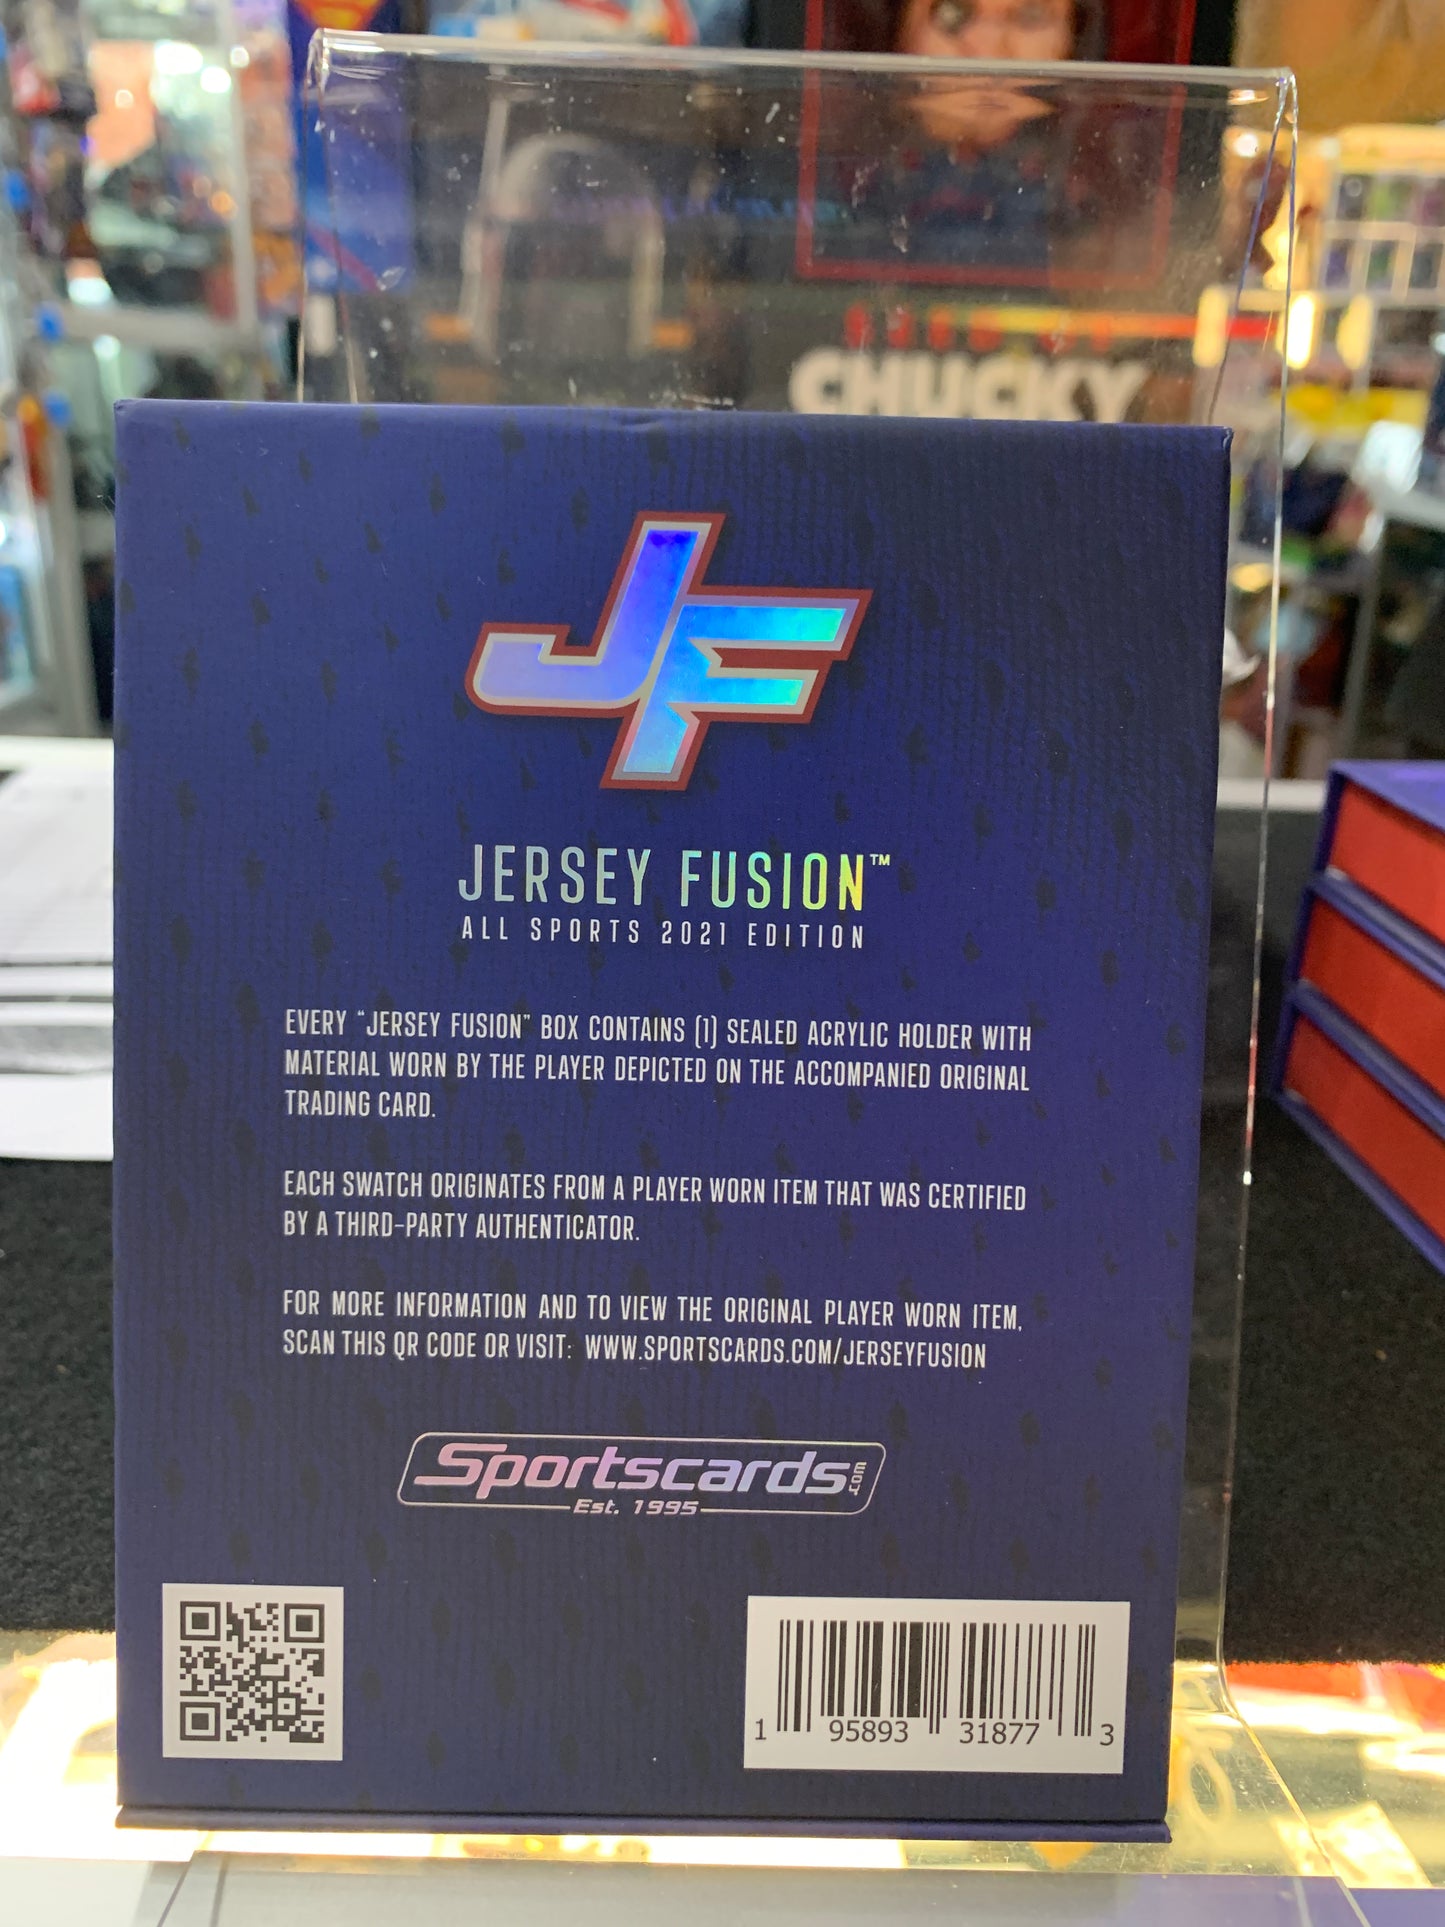 CHUCKY
JF
JERSEY FUSION™
ALL SPORTS 2021 EDITION
EVERY "JERSEY FUSION" BOX CONTAINS (1) SEALED ACRYLIC HOLDER WITH
MATERIAL WORN BY THE PLAYER DEPICTED ON THE ACCOMPANIED ORIGINAL
TRADING CARD.
EACH SWATCH ORIGINATES FROM A PLAYER WORN ITEM THAT WAS CERTIFIED
BY A THIRD-PARTY AUTHENTICATOR.
FOR MORE INFORMATION AND TO VIEW THE ORIGINAL PLAYER WORN ITEM,
SCAN THIS QR CODE OR VISIT: WWW.SPORTSCARDS.COM/JERSEYFUSION
Sportscards.com
Est. 1995
1 95893 31877 3